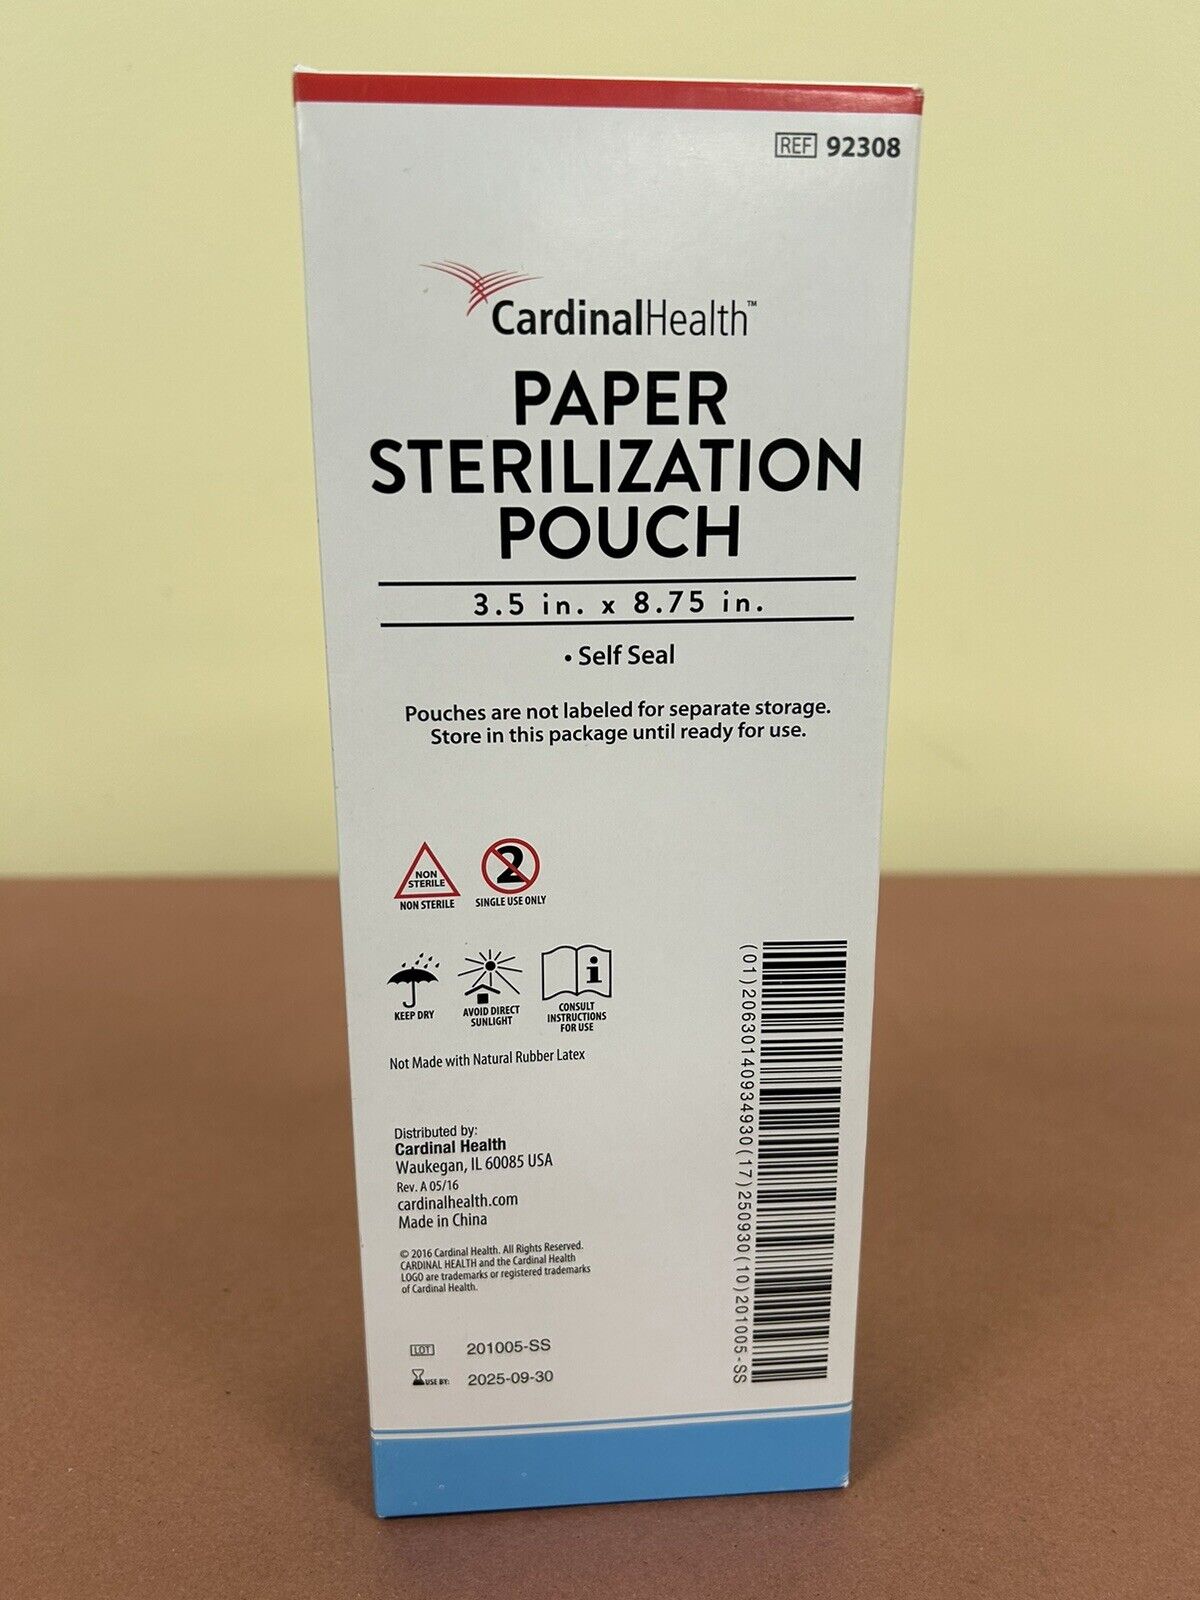 REF 92308
CardinalHealth™
PAPER
STERILIZATION
POUCH
3.5 in. x 8.75 in.
• Self Seal
Pouches are not labeled for separate storage.
Store in this package until ready for use.
NON
STERILE
NON STERILE
2
SINGLE USE ONLY
KEEP DRY
AVOID DIRECT
SUNLIGHT
i
CONSULT
INSTRUCTIONS
FOR USE
Not Made with Natural Rubber Latex
Distributed by:
Cardinal Health
Waukegan, IL 60085 USA
Rev. A 05/16
cardinalhealth.com
Made in China
© 2016 Cardinal Health. All Rights Reserved.
CARDINAL HEALTH and the Cardinal Health
LOGO are trademarks or registered trademarks
of Cardinal Health.
LOT 201005-SS
USE BY: 2025-09-30
(01)20630140934930(17)250930(10)201005-SS